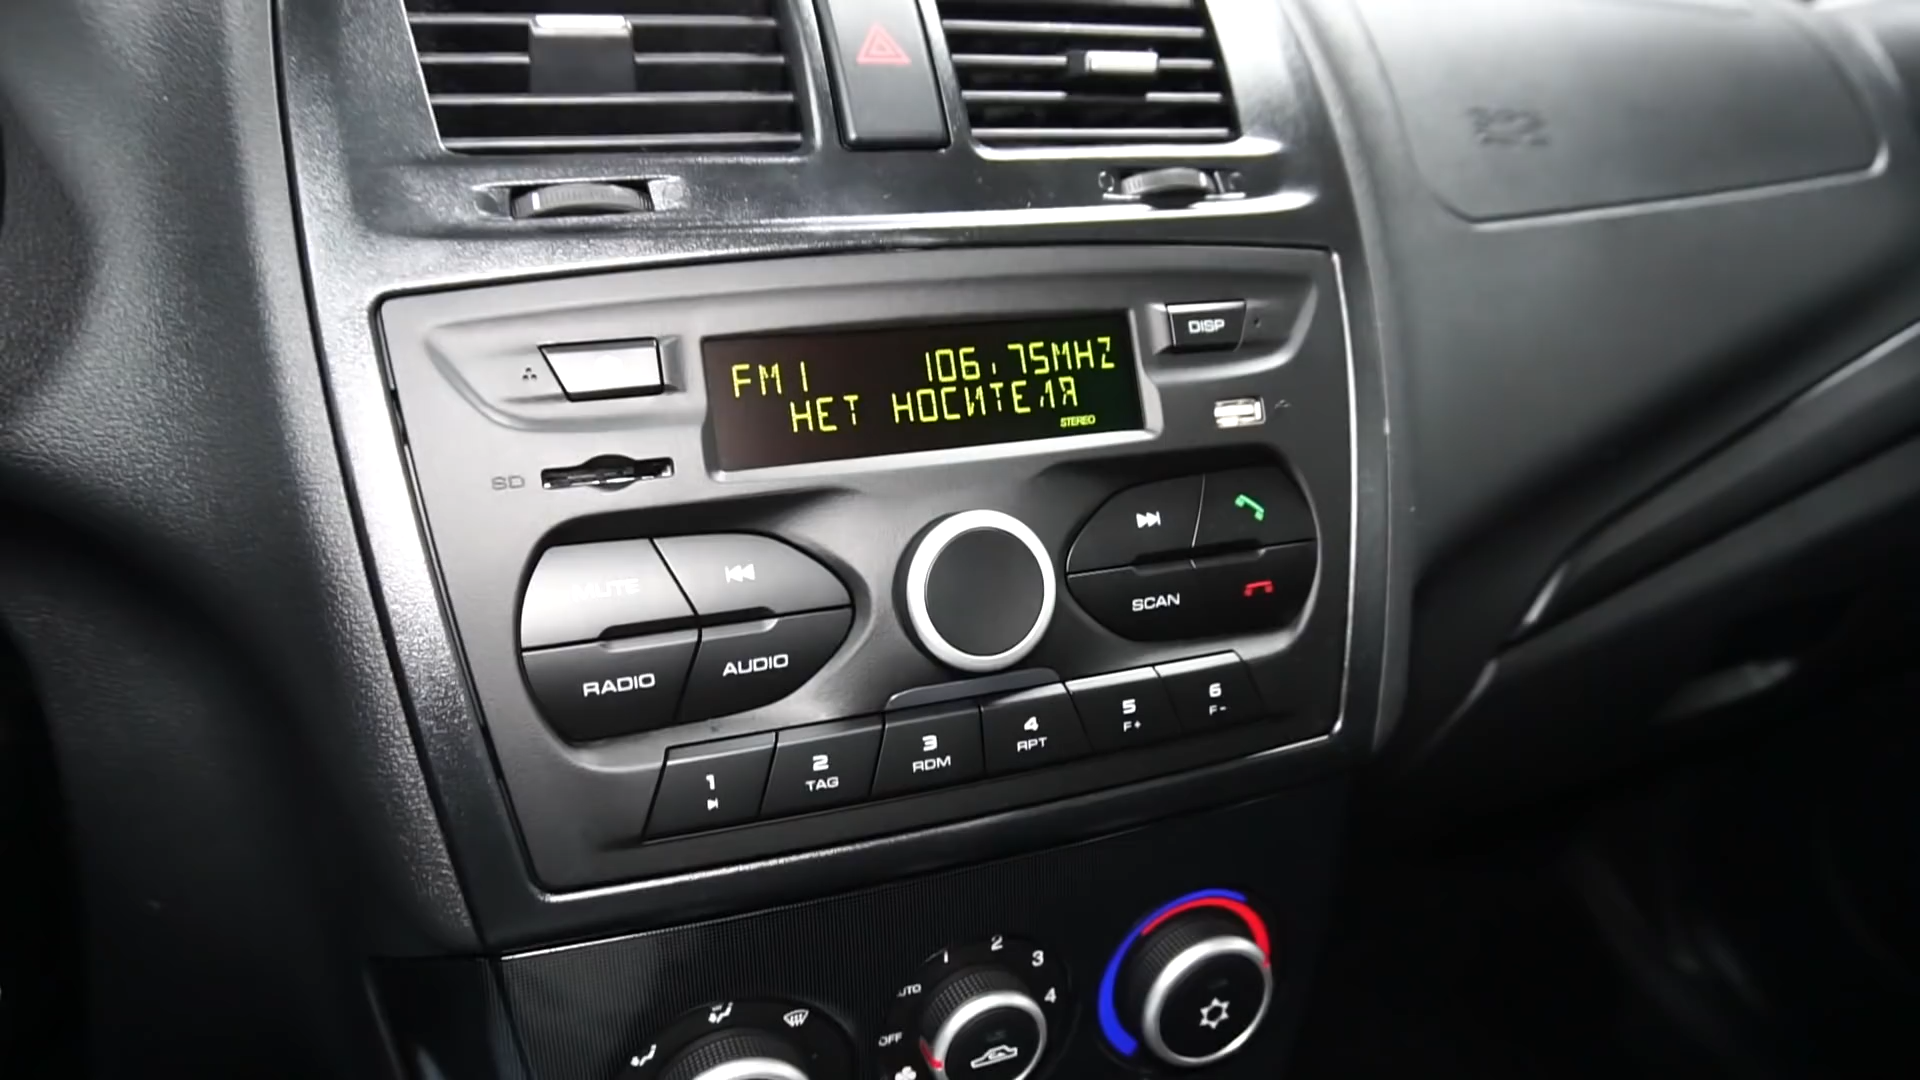 DISP
FM1 106.75MHZ
НЕТ НОСИТЕЛЯ
STEREO
SD
MUTE
RADIO
AUDIO
SCAN
1
2
TAG
3
RDM
4
RPT
5
F+
6
F-
OFF
AUTO
1
2
3
4